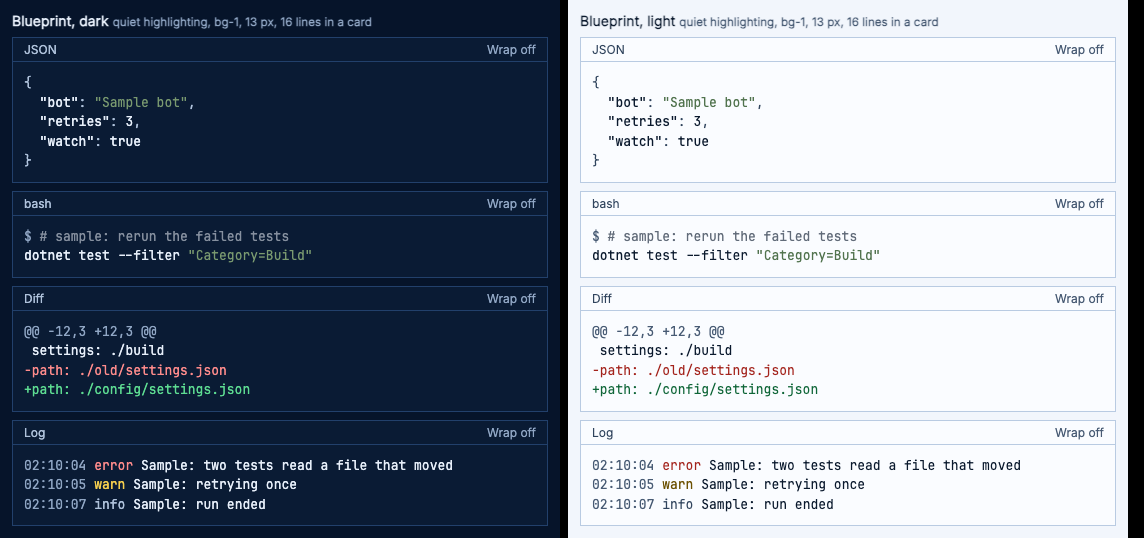 Blueprint, dark quiet highlighting, bg-1, 13 px, 16 lines in a card
JSON Wrap off
{
"bot": "Sample bot",
"retries": 3,
"watch": true
}
bash Wrap off
$ # sample: rerun the failed tests
dotnet test --filter "Category=Build"
Diff Wrap off
@@ -12,3 +12,3 @@
settings: ./build
-path: ./old/settings.json
+path: ./config/settings.json
Log Wrap off
02:10:04 error Sample: two tests read a file that moved
02:10:05 warn Sample: retrying once
02:10:07 info Sample: run ended
Blueprint, light quiet highlighting, bg-1, 13 px, 16 lines in a card
JSON Wrap off
{
"bot": "Sample bot",
"retries": 3,
"watch": true
}
bash Wrap off
$ # sample: rerun the failed tests
dotnet test --filter "Category=Build"
Diff Wrap off
@@ -12,3 +12,3 @@
settings: ./build
-path: ./old/settings.json
+path: ./config/settings.json
Log Wrap off
02:10:04 error Sample: two tests read a file that moved
02:10:05 warn Sample: retrying once
02:10:07 info Sample: run ended